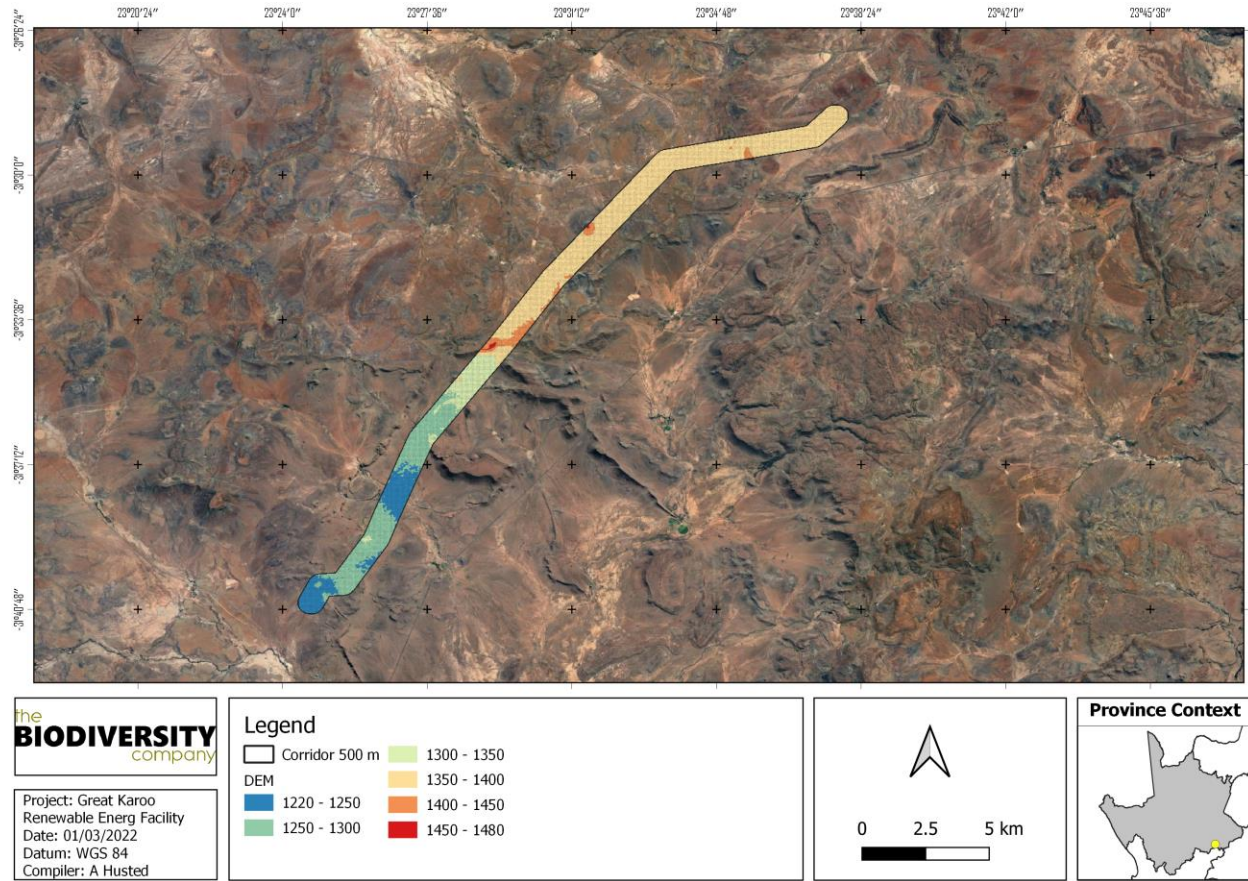 23°20'24"
23°24'0"
23°27'36"
23°31'12"
23°34'48"
23°38'24"
23°42'0"
23°45'36"
the
BIODIVERSITY
company
Project: Great Karoo
Renewable Energ Facility
Date: 01/03/2022
Datum: WGS 84
Compiler: A Husted
Legend
Corridor 500 m
DEM
1220 - 1250
1250 - 1300
1300 - 1350
1350 - 1400
1400 - 1450
1450 - 1480
0 2.5 5 km
Province Context